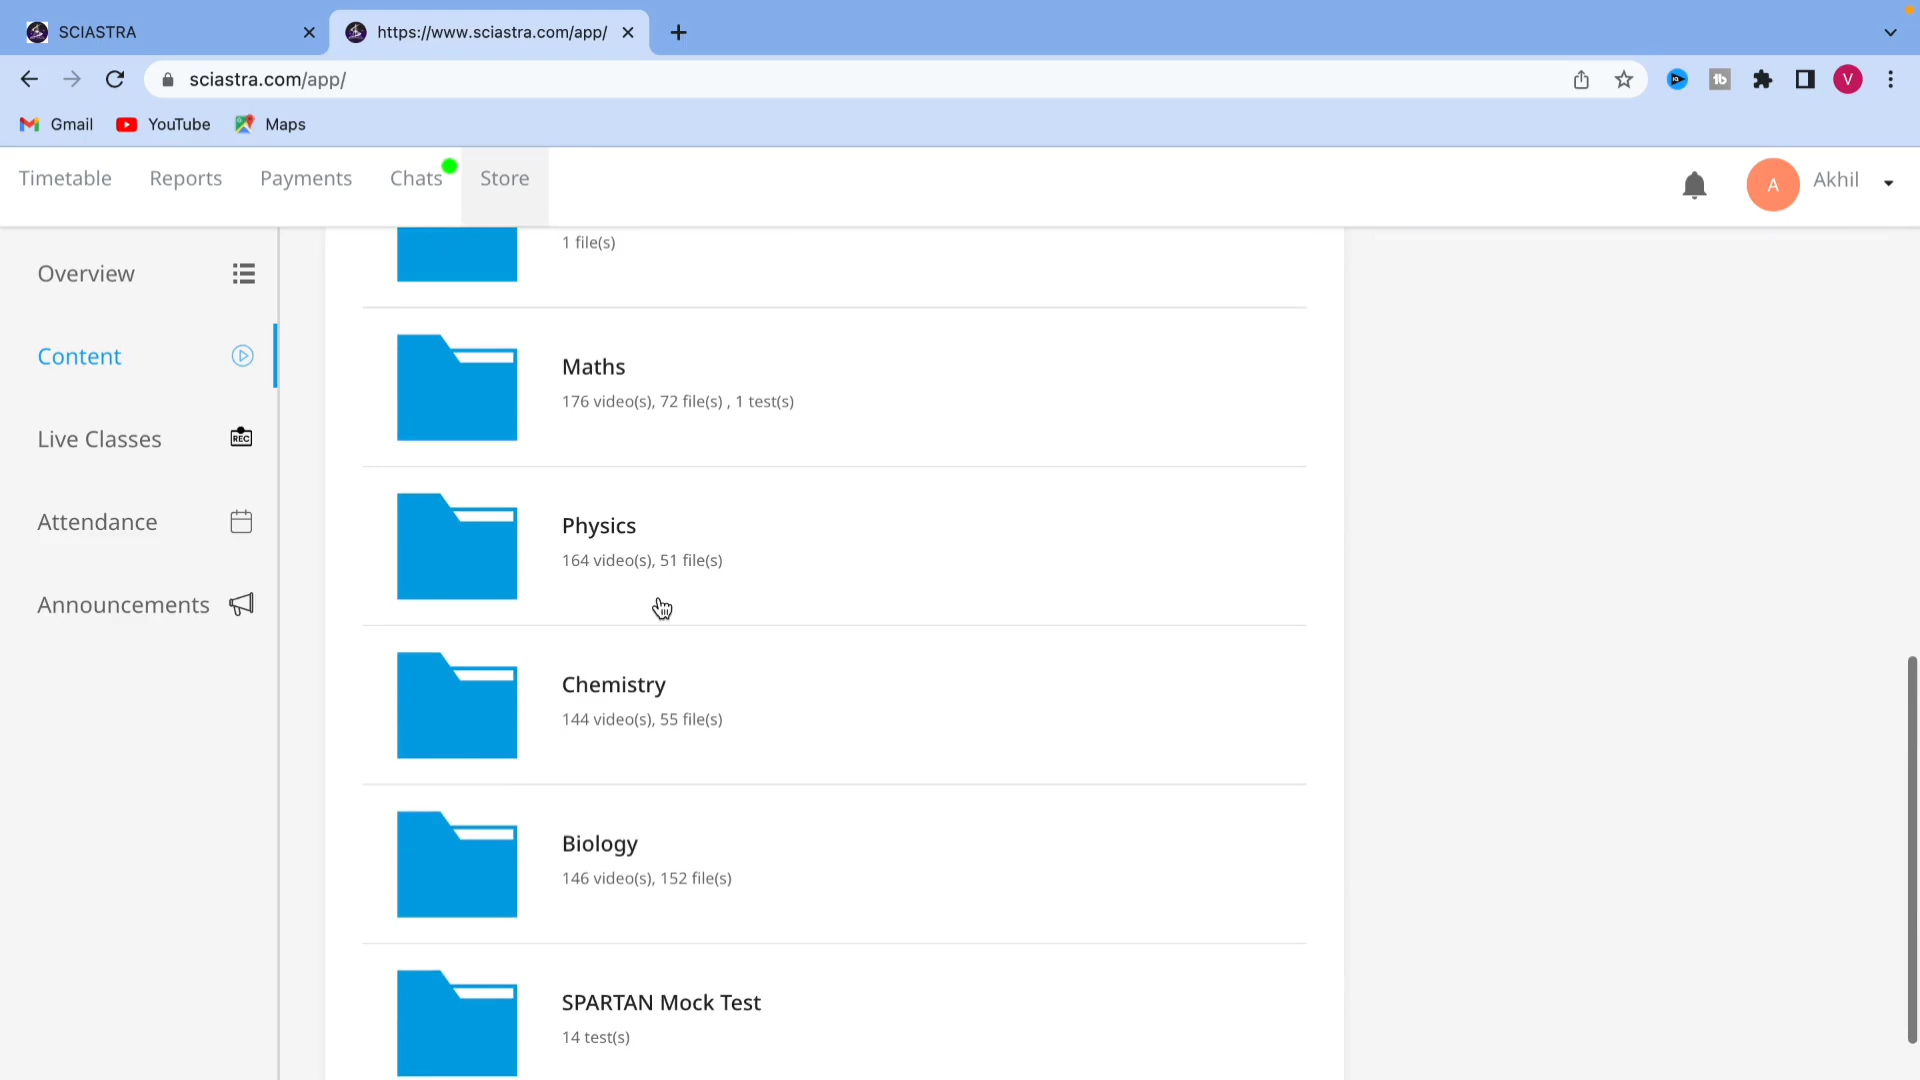 SCIASTRA
https://www.sciastra.com/app/
sciastra.com/app/
Gmail
YouTube
Maps
Timetable
Reports
Payments
Chats
Store
A
Akhil
V
1b
Overview
Content
Live Classes
REC
Attendance
Announcements
1 file(s)
Maths
176 video(s), 72 file(s) , 1 test(s)
Physics
164 video(s), 51 file(s)
Chemistry
144 video(s), 55 file(s)
Biology
146 video(s), 152 file(s)
SPARTAN Mock Test
14 test(s)